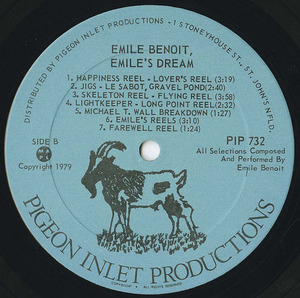 DISTRIBUTED BY PIGEON INLET PRODUCTIONS - 1 STONEYHOUSE ST., ST. JOHN'S NFLD.
EMILE BENOIT,
EMILE'S DREAM
1. HAPPINESS REEL - LOVER'S REEL (3:19)
2. JIGS - LE SABOT, GRAVEL POND(2:40)
3. SKELETON REEL - FLYING REEL (3:58)
4. LIGHTKEEPER - LONG POINT REEL(2:32)
5. MICHAEL T. WALL BREAKDOWN (1:27)
6. EMILE'S REELS (3:10)
7. FAREWELL REEL (1:24)
SIDE B
Copyright 1979
PIP 732
All Selections Composed
And Performed By
Emile Benoit
PIGEON INLET PRODUCTIONS
COPYRIGHT • ALL RIGHTS RESERVED